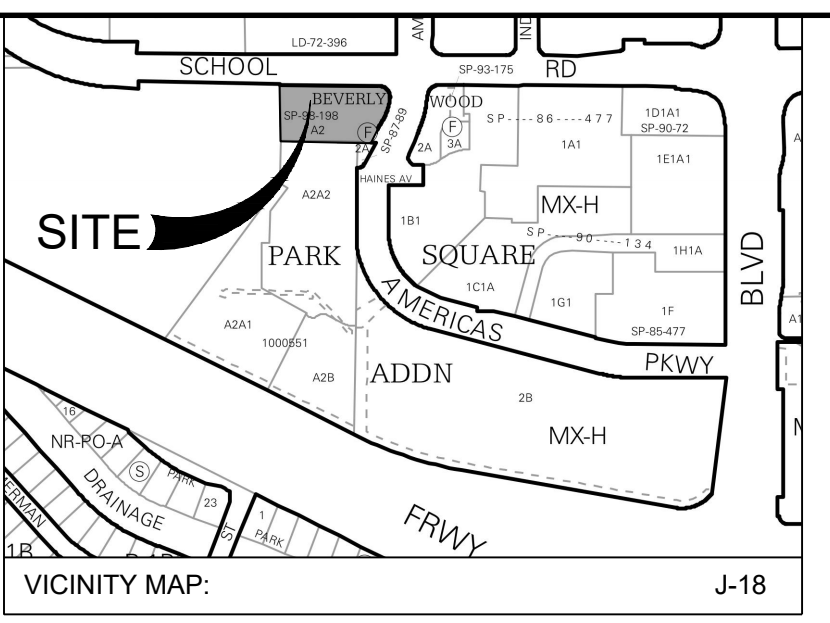 LD-72-396
AM
IND
SCHOOL
RD
SP-93-175
BEVERLY
WOOD
SP-98-198
A2
F
2A
SP-87-89
F
2A
3A
SP----86----477
1A1
1D1A1
SP-90-72
1E1A1
HAINES AV
A2A2
1B1
MX-H
SITE
PARK
SQUARE
SP----90----134
1H1A
BLVD
1C1A
1G1
1F
SP-85-477
AMERICAS
PKWY
A2A1
1000551
A2B
ADDN
2B
MX-H
16
NR-PO-A
S
PARK
23
DRAINAGE
ST
1
PARK
FRWY
ERMAN
1B
VICINITY MAP:
J-18